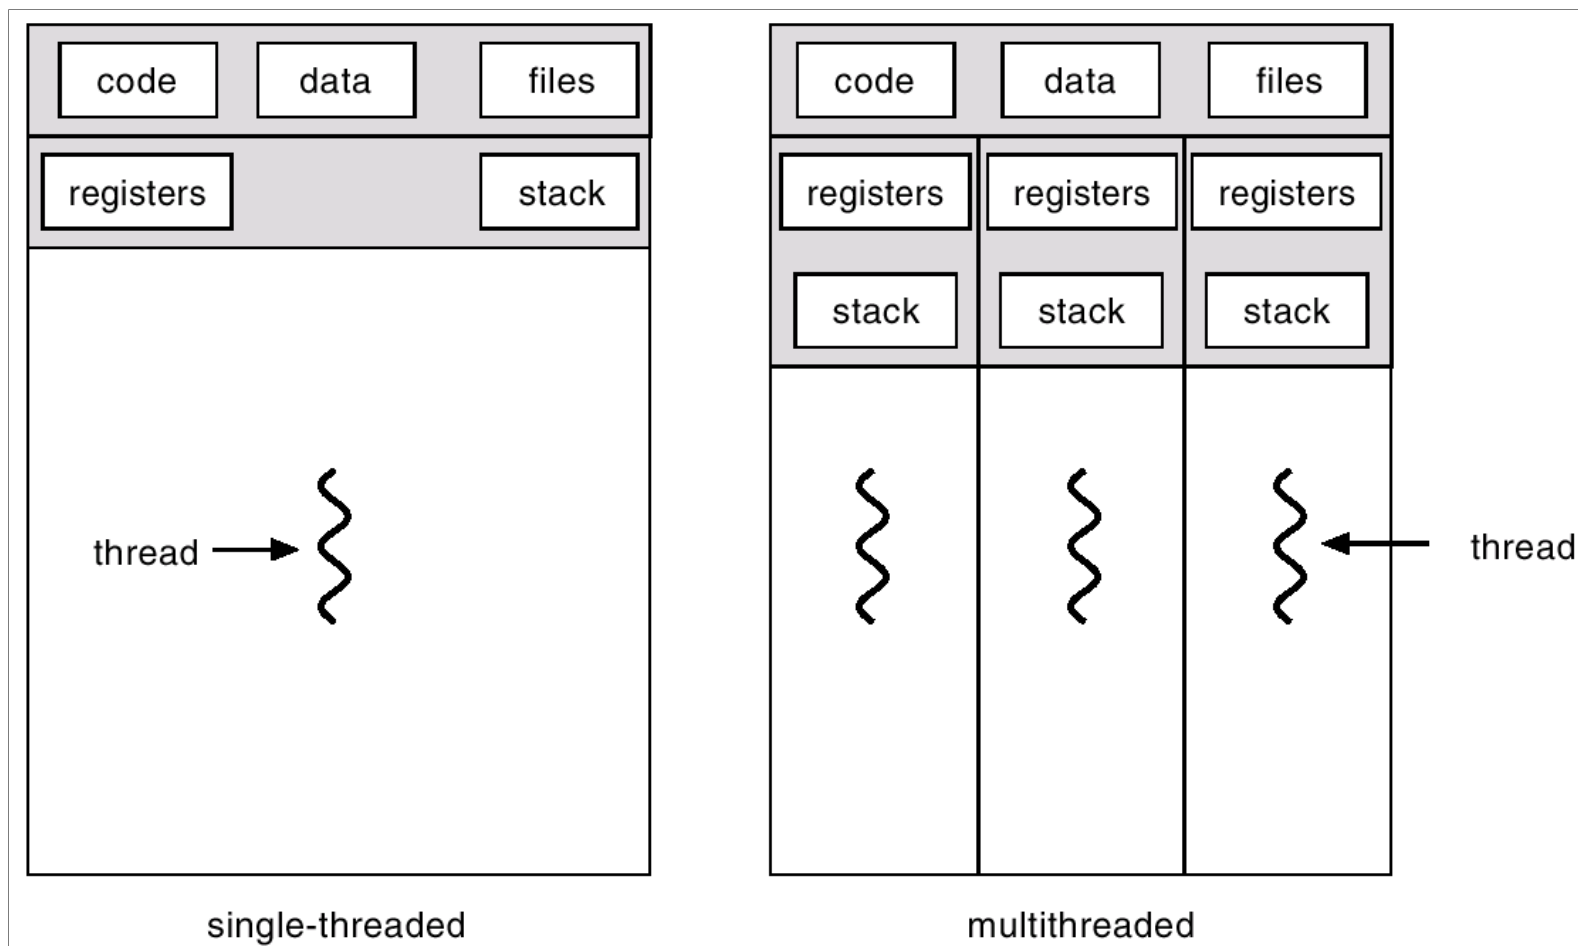 code data files
registers stack
thread
single-threaded
code data files
registers registers registers
stack stack stack
thread
multithreaded